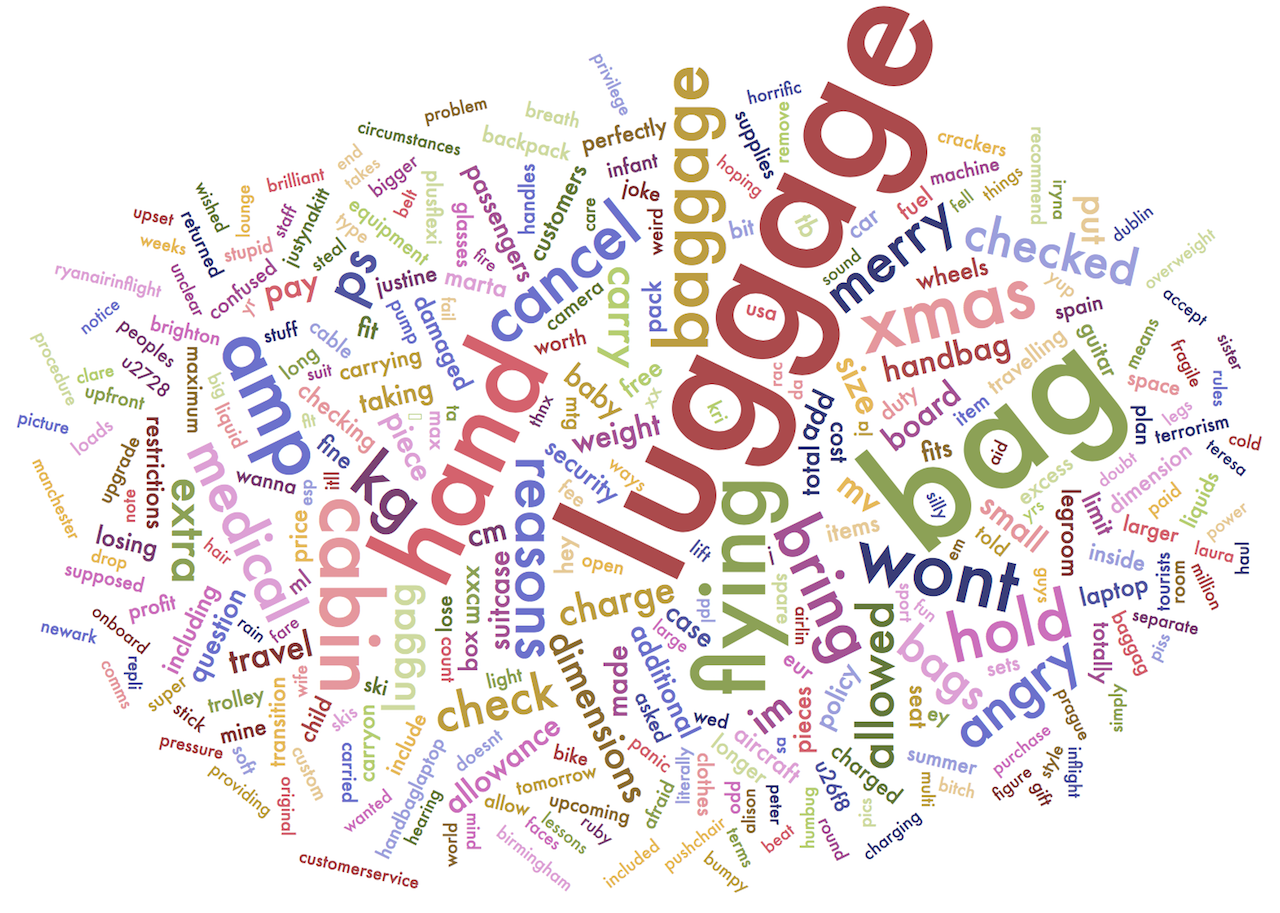 luggage
bag
hand
flying
baggage
cabin
amp
wont
xmas
cancel
merry
checked
hold
angry
bring
reasons
medical
kg
ps
check
dimensions
allowed
bags
charge
carry
extra
luggag
handbag
im
board
travel
weight
allowance
taking
pay
cm
put
size
mv
small
piece
baby
suitcase
security
additional
policy
question
passengers
customers
perfectly
problem
breath
privilege
horrific
circumstances
backpack
supplies
remove
crackers
recommend
end
takes
bigger
infant
hoping
machine
iryna
wished
lounge
brilliant
belt
plusflexi
handles
joke
care
weird
tb
bit
car
fuel
fell
things
dublin
upset
returned
staff
justynakitt
equipment
glasses
fire
weeks
stupid
steal
type
marta
camera
sound
wheels
yup
spain
overweight
ryanairinflight
unclear
confused
yr
justine
pump
damaged
fail
pack
usa
accept
notice
brighton
stuff
cable
fit
worth
guitar
means
sister
peoples
u2728
maximum
long
suit
carrying
thnx
free
xx
rac
pa
duty
item
travelling
fragile
space
rules
procedure
clare
upfront
big
liquid
checking
fit
max
ta
mtg
kri
ja
fits
aid
legs
plan
terrorism
cold
teresa
picture
loads
restrictions
upgrade
fine
wanna
till
esp
ways
fee
total
add
cost
items
silly
excess
yrs
doubt
dimension
limit
paid
liquids
power
manchester
note
losing
drop
supposed
hair
price
ml
hey
open
lift
i
em
told
legroom
larger
inside
laura
haul
million
profit
including
rain
fare
box
xxxn
lose
count
case
large
ppl
spare
airlin
sport
fun
guys
laptop
tourists
room
separate
piss
baggag
totally
newark
onboard
repli
comms
super
stick
trolley
mine
transition
wife
child
ski
skis
light
made
asked
wed
eur
sa
pieces
seat
ey
sets
prague
simply
pressure
soft
providing
custom
original
carried
carryon
include
handbaglaptop
doesnt
bike
tomorrow
panic
literally
clothes
longer
aircraft
charged
u26f8
summer
multi
bitch
purchase
figure
style
gift
inflight
wanted
hearing
world
mind
allow
upcoming
lessons
faces
ruby
birmingham
afraid
odd
alison
peter
humbug
round
pics
charging
beat
terms
included
pushchair
bumpy
customerservice